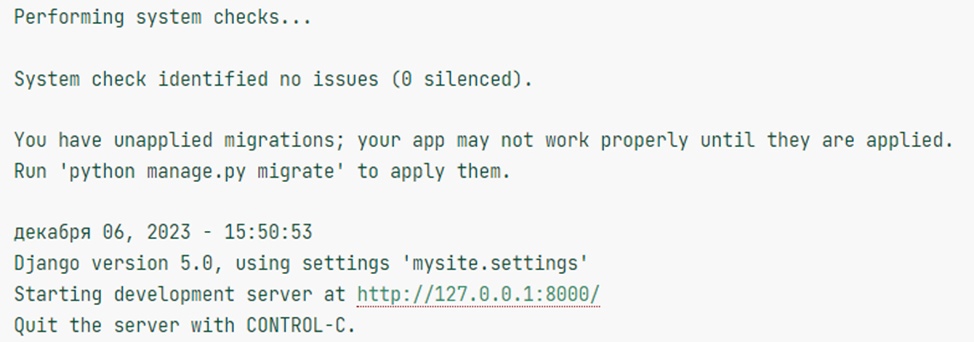 Performing system checks...
System check identified no issues (0 silenced).
You have unapplied migrations; your app may not work properly until they are applied.
Run 'python manage.py migrate' to apply them.
декабря 06, 2023 - 15:50:53
Django version 5.0, using settings 'mysite.settings'
Starting development server at http://127.0.0.1:8000/
Quit the server with CONTROL-C.